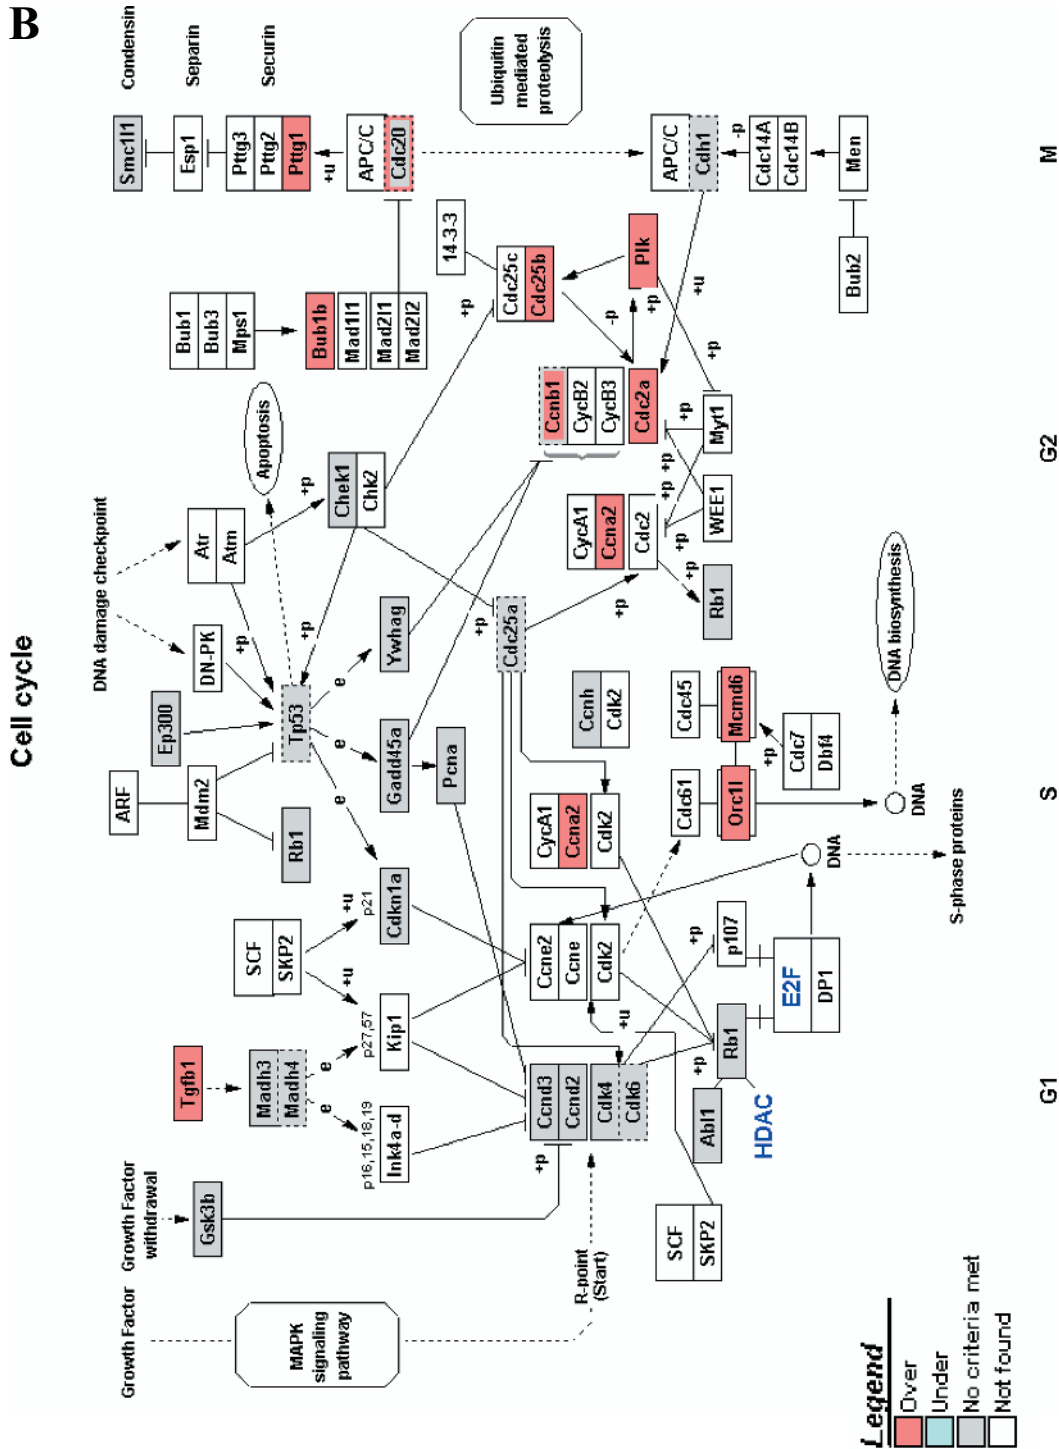 B
Cell cycle
Growth Factor
MAPK
signaling
pathway
Growth Factor
withdrawal
Gsk3b
Tgfb1
Madh3
Madh4
e
e
p16,15,18,19
Ink4a-d
p27,57
Kip1
SCF
SKP2
+u
+u
p21
Cdkn1a
ARF
Mdm2
Rb1
Ep300
Tp53
DNA damage checkpoint
DN-PK
+p
Atr
Atm
+p
+p
e
e
e
Gadd45a
Ywhag
Pcna
Chek1
Chk2
Apoptosis
Bub1
Bub3
Mps1
Bub1b
Mad1l1
Mad2l1
Mad2l2
Condensin
Separin
Securin
Smc1l1
Esp1
Pttg3
Pttg2
Pttg1
+u
APC/C
Cdc20
Ubiquitin
mediated
proteolysis
R-point
(Start)
+p
Ccnd3
Ccnd2
Cdk4
Cdk6
Ccne2
Ccne
Cdk2
+u
CycA1
Ccna2
Cdk2
Cdc25a
+p
+p
Ccnh
Cdk2
CycA1
Ccna2
Cdc2
+p
+p
+p
+p
+p
Rb1
WEE1
Myt1
Ccnb1
CycB2
CycB3
Cdc2a
14-3-3
Cdc25c
Cdc25b
+p
-p
+p
Plk
+p
+u
APC/C
Cdh1
-p
Cdc14A
Cdc14B
Men
Bub2
SCF
SKP2
Abl1
HDAC
+p
Rb1
+p
p107
E2F
DP1
DNA
S-phase proteins
Cdc61
Orc1l
Cdc45
Mcmd6
+p
Cdc7
Dbf4
DNA
DNA biosynthesis
G1
S
G2
M
Legend
Over
Under
No criteria met
Not found